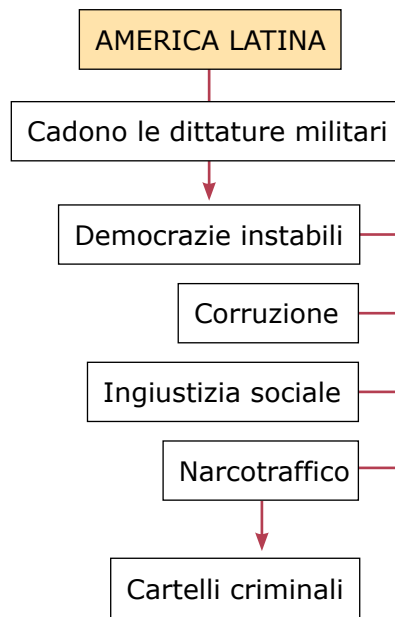 AMERICA LATINA
Cadono le dittature militari
Democrazie instabili
Corruzione
Ingiustizia sociale
Narcotraffico
Cartelli criminali